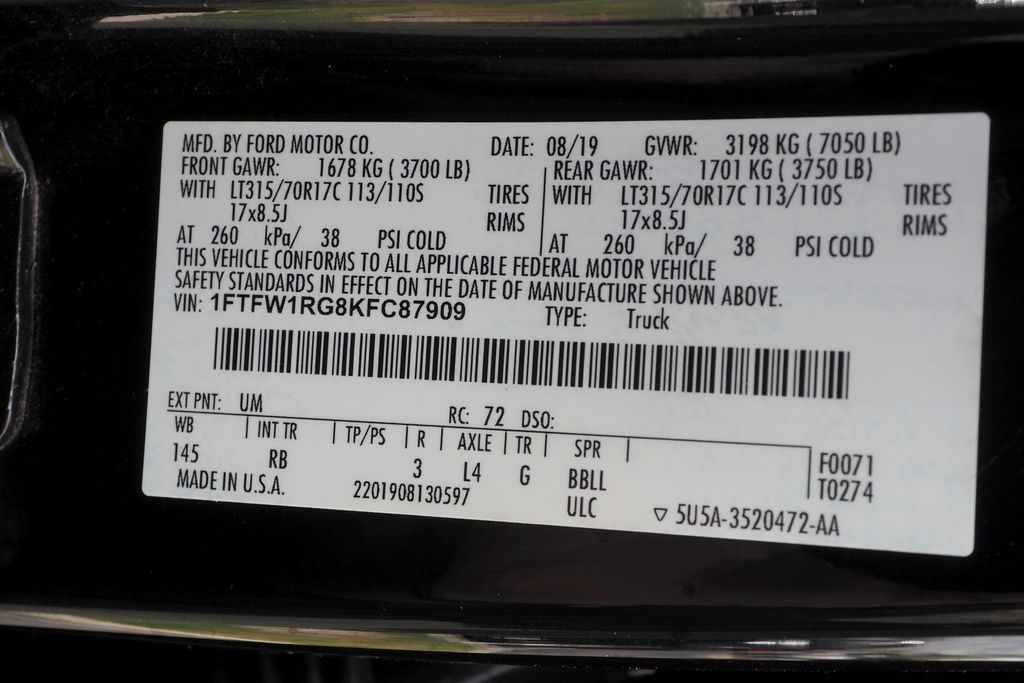 MFD. BY FORD MOTOR CO. DATE: 08/19 GVWR: 3198 KG ( 7050 LB)
FRONT GAWR: 1678 KG ( 3700 LB) REAR GAWR: 1701 KG ( 3750 LB)
WITH LT315/70R17C 113/110S TIRES WITH LT315/70R17C 113/110S TIRES
17x8.5J RIMS 17x8.5J RIMS
AT 260 kPa/ 38 PSI COLD AT 260 kPa/ 38 PSI COLD
THIS VEHICLE CONFORMS TO ALL APPLICABLE FEDERAL MOTOR VEHICLE
SAFETY STANDARDS IN EFFECT ON THE DATE OF MANUFACTURE SHOWN ABOVE.
VIN: 1FTFW1RG8KFC87909 TYPE: Truck
EXT PNT: UM RC: 72 DSO:
WB INT TR TP/PS R AXLE TR SPR
145 RB 3 L4 G BBLL F0071
MADE IN U.S.A. 2201908130597 ULC T0274
▽ 5U5A-3520472-AA